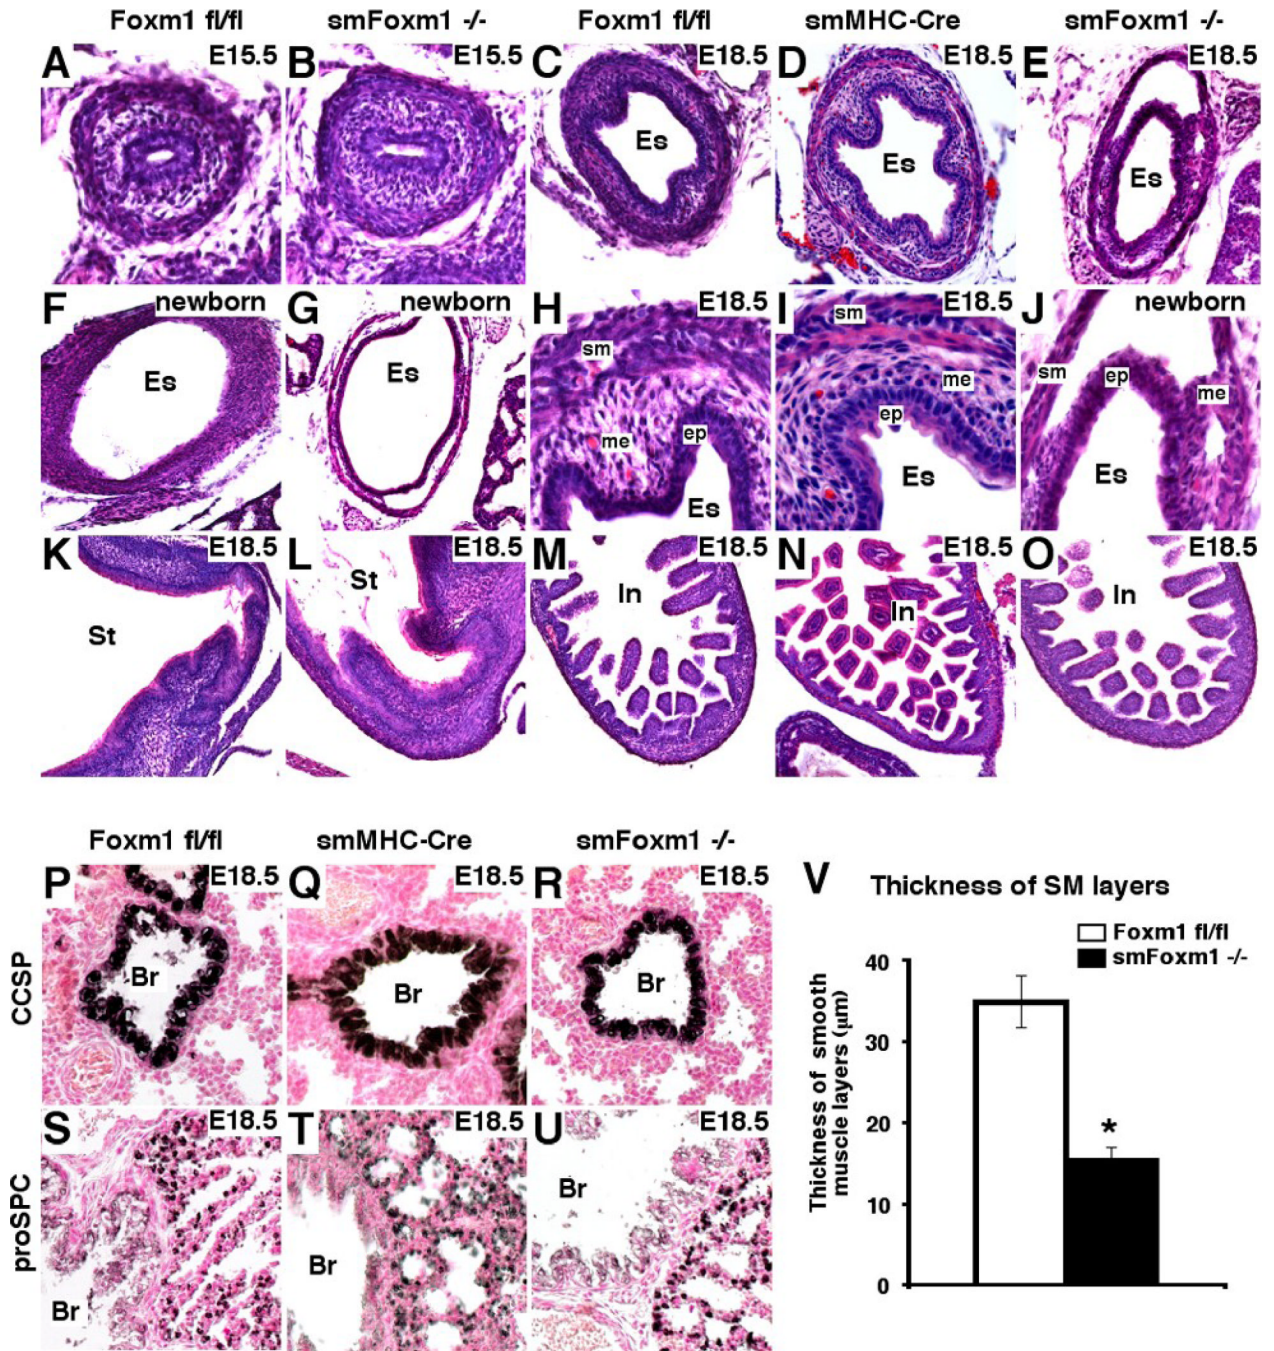 Foxm1 fl/fl smFoxm1 -/- Foxm1 fl/fl smMHC-Cre smFoxm1 -/-
A E15.5 B E15.5 C E18.5 D E18.5 E E18.5
Es Es Es
F newborn G newborn H E18.5 I E18.5 J newborn
Es Es sm me ep Es sm me ep Es sm ep me Es
K E18.5 L E18.5 M E18.5 N E18.5 O E18.5
St St In In In
Foxm1 fl/fl smMHC-Cre smFoxm1 -/-
P E18.5 Q E18.5 R E18.5
CCSP
Br Br Br
S E18.5 T E18.5 U E18.5
proSPC
Br Br Br
V Thickness of SM layers
Foxm1 fl/fl
smFoxm1 -/-
Thickness of smooth
muscle layers (μm)
40
30
20
10
0
*